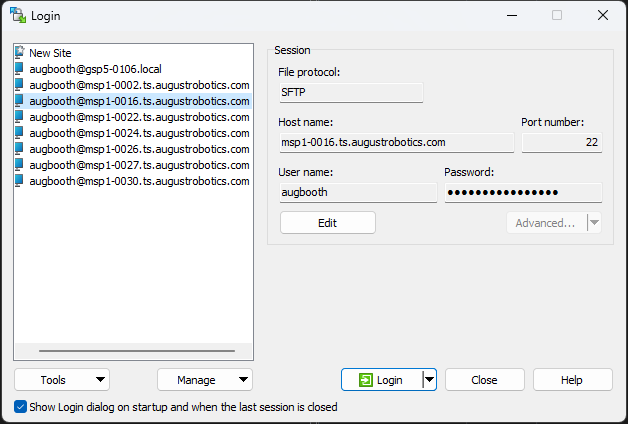 Login
New Site
augbooth@gsp5-0106.local
augbooth@msp1-0002.ts.augustrobotics.com
augbooth@msp1-0016.ts.augustrobotics.com
augbooth@msp1-0022.ts.augustrobotics.com
augbooth@msp1-0024.ts.augustrobotics.com
augbooth@msp1-0026.ts.augustrobotics.com
augbooth@msp1-0027.ts.augustrobotics.com
augbooth@msp1-0030.ts.augustrobotics.com
Session
File protocol:
SFTP
Host name: Port number:
msp1-0016.ts.augustrobotics.com 22
User name: Password:
augbooth ••••••••••••••••
Edit Advanced...
Tools Manage Login Close Help
Show Login dialog on startup and when the last session is closed